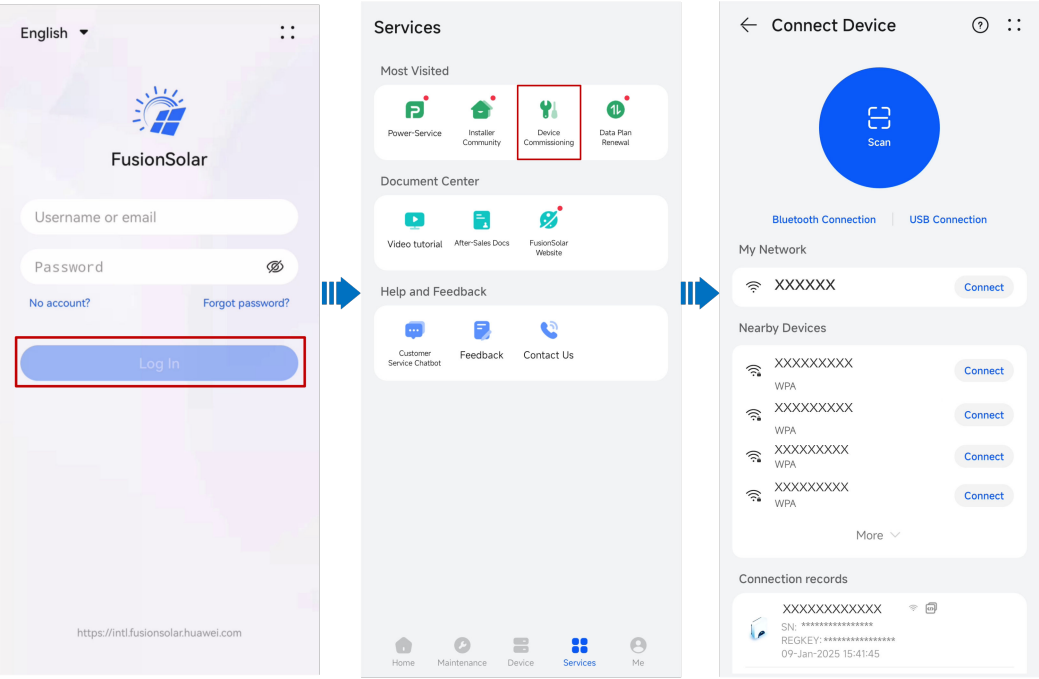 English
FusionSolar
Username or email
Password
No account?
Forgot password?
Log In
https://intl.fusionsolar.huawei.com
Services
Most Visited
Power-Service
Installer
Community
Device
Commissioning
Data Plan
Renewal
Document Center
Video tutorial
After-Sales Docs
FusionSolar
Website
Help and Feedback
Customer
Service Chatbot
Feedback
Contact Us
Home
Maintenance
Device
Services
Me
Connect Device
Scan
Bluetooth Connection
USB Connection
My Network
XXXXXX
Connect
Nearby Devices
XXXXXXXXX
WPA
Connect
XXXXXXXXX
WPA
Connect
XXXXXXXXX
WPA
Connect
XXXXXXXXX
WPA
Connect
More
Connection records
XXXXXXXXXXXX
SN: ****************
REGKEY: ****************
09-Jan-2025 15:41:45